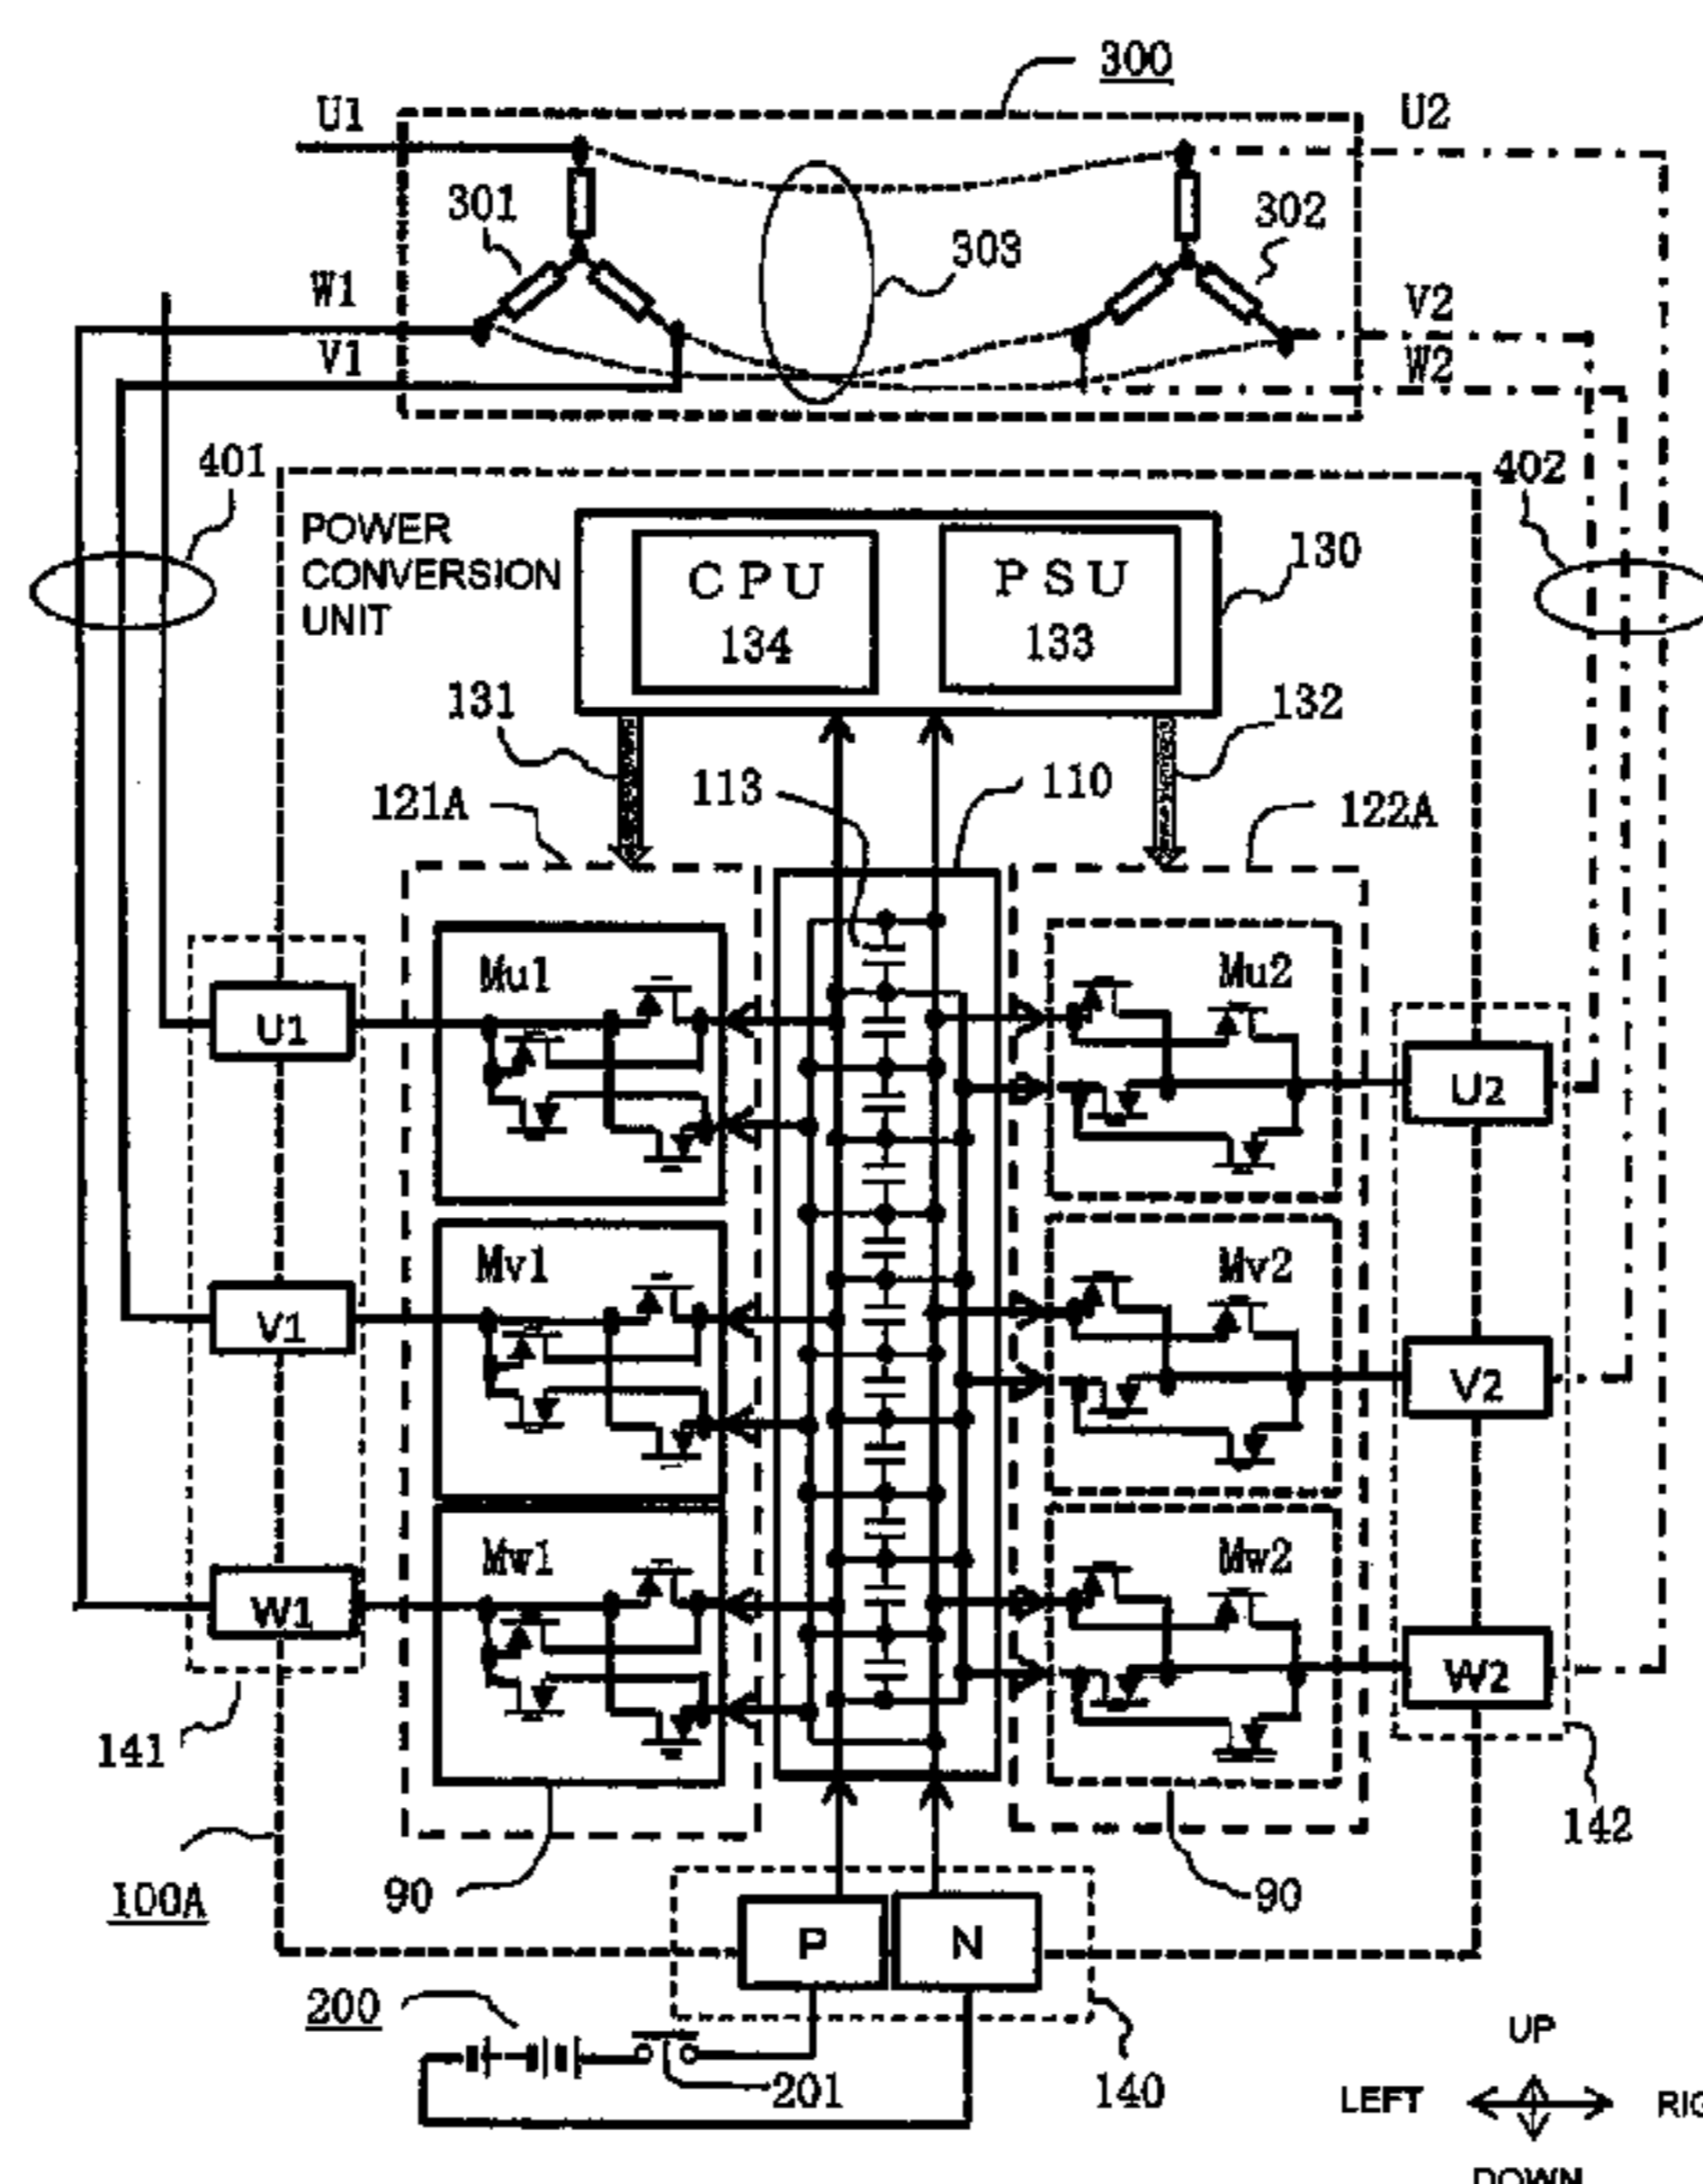 300
U1
U2
301
302
303
W1
V2
V1
W2
401
402
POWER
CONVERSION
UNIT
CPU
134
PSU
133
130
131
132
113
110
121A
122A
Mu1
Mu2
U1
U2
Mv1
Mv2
V1
V2
Mw1
Mw2
W1
W2
141
142
100A
90
90
P
N
200
201
140
UP
LEFT
RIG
DOWN